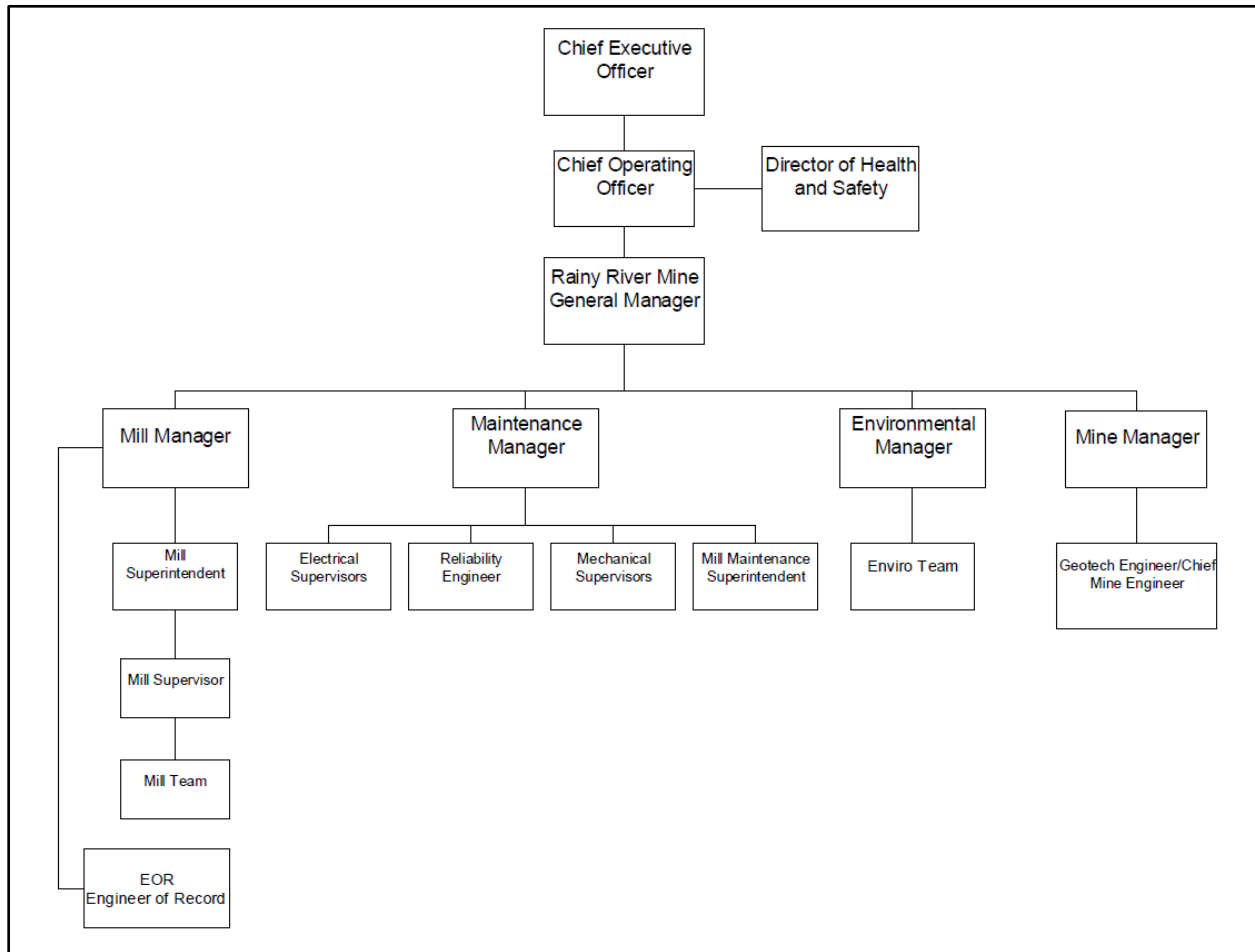 Chief Executive
Officer
Chief Operating
Officer
Director of Health
and Safety
Rainy River Mine
General Manager
Mill Manager
Maintenance
Manager
Environmental
Manager
Mine Manager
Mill
Superintendent
Electrical
Supervisors
Reliability
Engineer
Mechanical
Supervisors
Mill Maintenance
Superintendent
Enviro Team
Geotech Engineer/Chief
Mine Engineer
Mill Supervisor
Mill Team
EOR
Engineer of Record